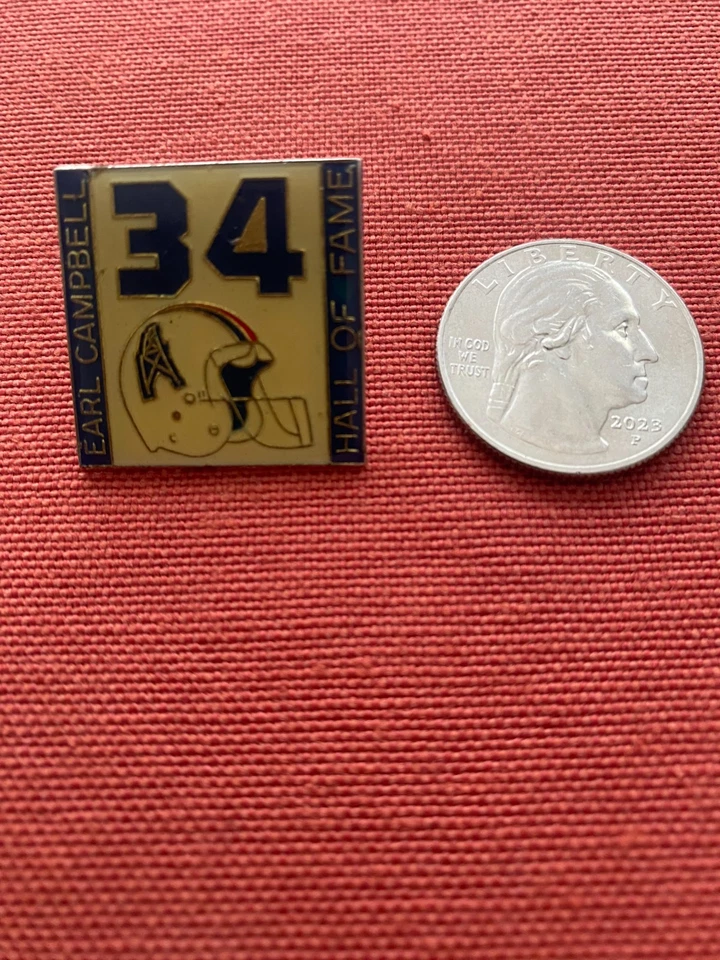 EARL CAMPBELL
34
HALL OF FAME
LIBERTY
IN GOD
WE
TRUST
2023
P